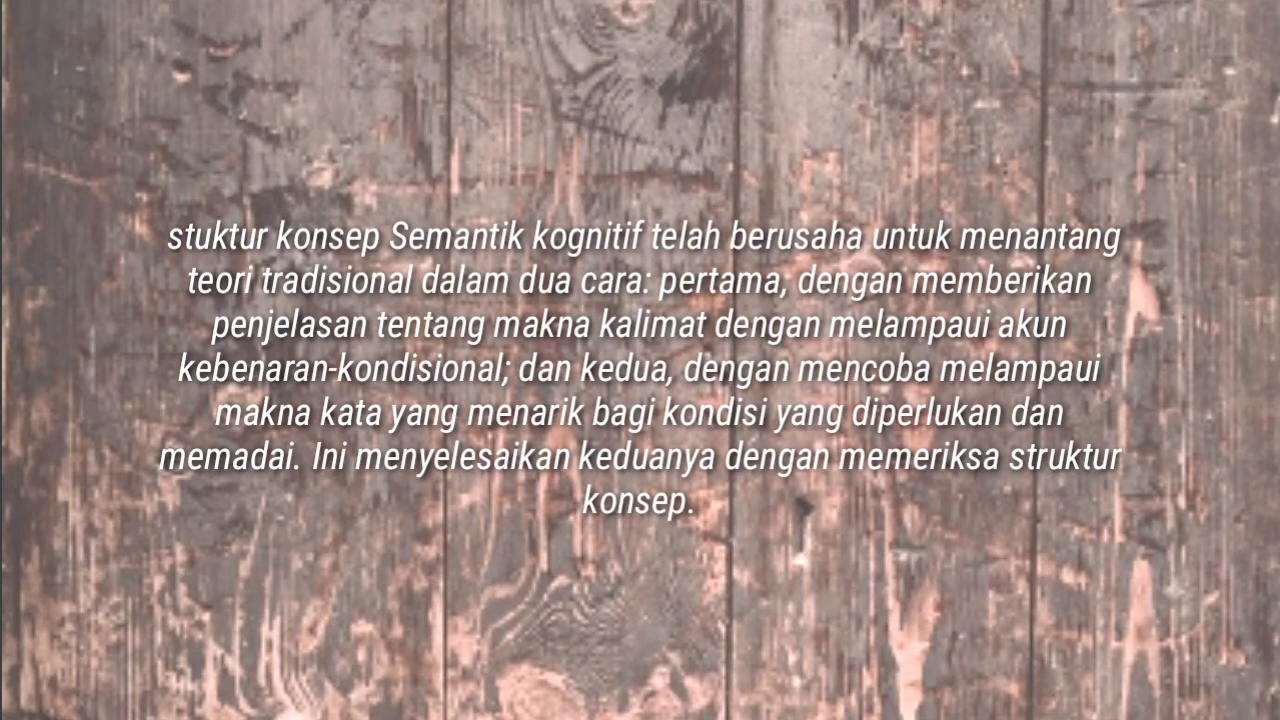 stuktur konsep Semantik kognitif telah berusaha untuk menantang
teori tradisional dalam dua cara: pertama, dengan memberikan
penjelasan tentang makna kalimat dengan melampaui akun
kebenaran-kondisional; dan kedua, dengan mencoba melampaui
makna kata yang menarik bagi kondisi yang diperlukan dan
memadai. Ini menyelesaikan keduanya dengan memeriksa struktur
konsep.